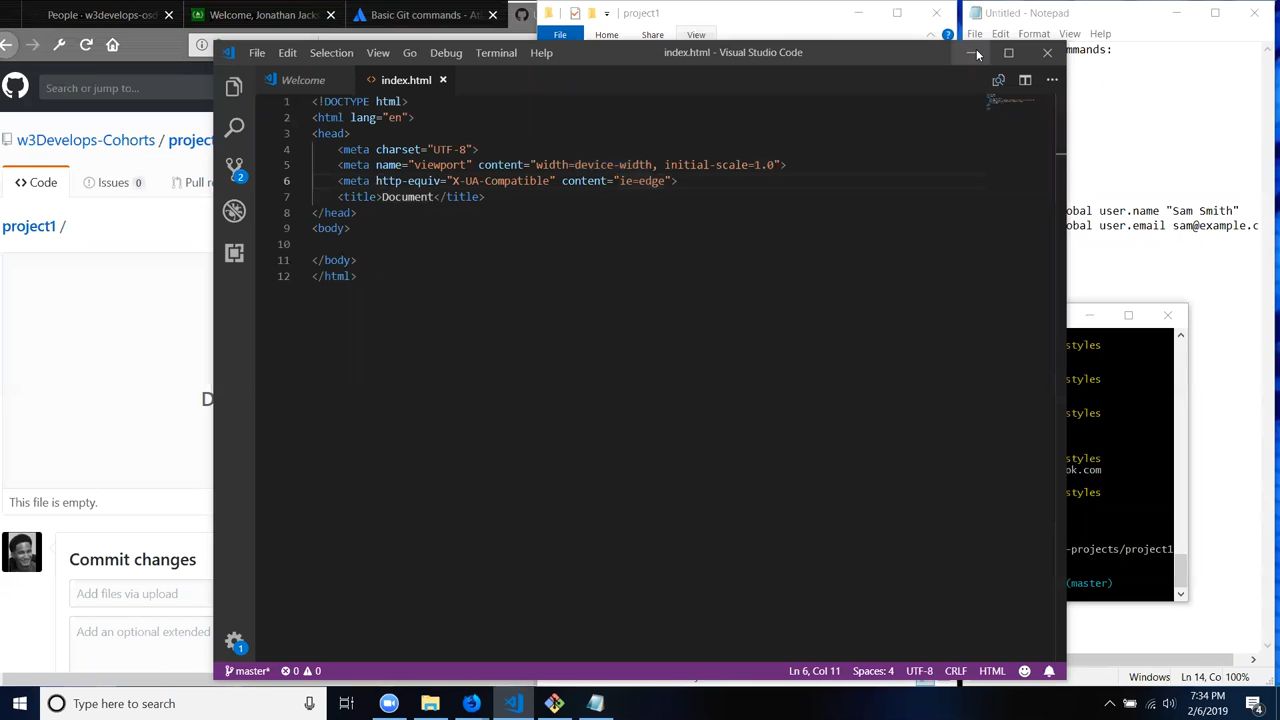 People - w3develops-osd
Welcome, Jonathan Jackso
Basic Git commands - Atl
project1
Untitled - Notepad
File Home Share View
File Edit Format View Help
File Edit Selection View Go Debug Terminal Help
index.html - Visual Studio Code
ommands:
Search or jump to...
Welcome
index.html
w3Develops-Cohorts / project
Code
Issues 0
Pull r
project1 /
1 <!DOCTYPE html>
2 <html lang="en">
3 <head>
4 <meta charset="UTF-8">
5 <meta name="viewport" content="width=device-width, initial-scale=1.0">
6 <meta http-equiv="X-UA-Compatible" content="ie=edge">
7 <title>Document</title>
8 </head>
9 <body>
10
11 </body>
12 </html>
2
obal user.name "Sam Smith"
obal user.email sam@example.c
styles
styles
styles
styles
ok.com
styles
-projects/project1
(master)
D
This file is empty.
Commit changes
Add files via upload
Add an optional extended
1
master* 0 0
Ln 6, Col 11 Spaces: 4 UTF-8 CRLF HTML
Windows Ln 14, Co 100%
Type here to search
7:34 PM
2/6/2019
4